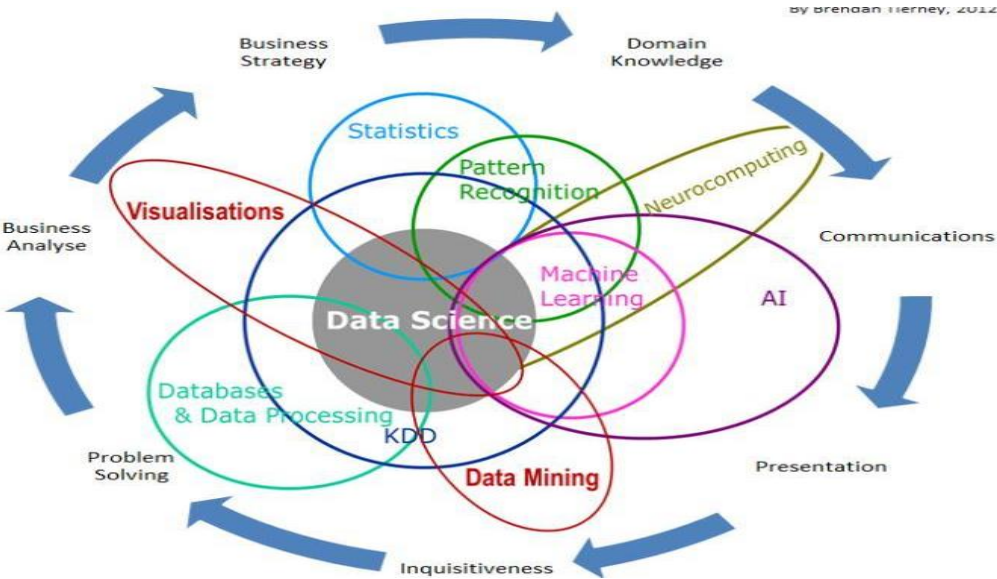 By Brendan Tierney, 2012
Business
Strategy
Domain
Knowledge
Statistics
Pattern
Recognition
Neurocomputing
Visualisations
Business
Analyse
Communications
Machine
Learning
AI
Data Science
Databases
& Data Processing
KDD
Problem
Solving
Data Mining
Presentation
Inquisitiveness